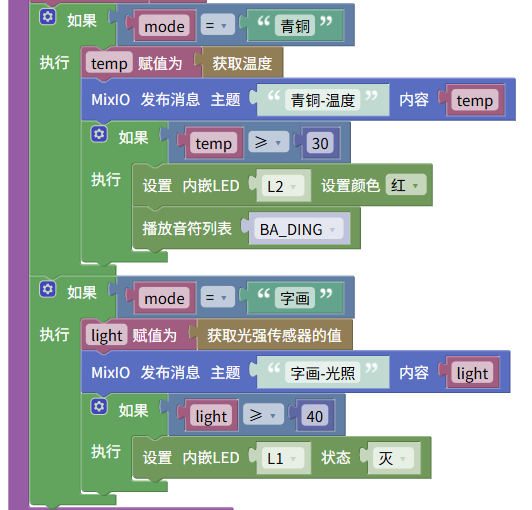 如果 mode = “ 青铜 ”
执行 temp 赋值为 获取温度
MixIO 发布消息 主题 “ 青铜-温度 ” 内容 temp
如果 temp ≥ 30
执行 设置 内嵌LED L2 设置颜色 红
播放音符列表 BA_DING
如果 mode = “ 字画 ”
执行 light 赋值为 获取光强传感器的值
MixIO 发布消息 主题 “ 字画-光照 ” 内容 light
如果 light ≥ 40
执行 设置 内嵌LED L1 状态 灭